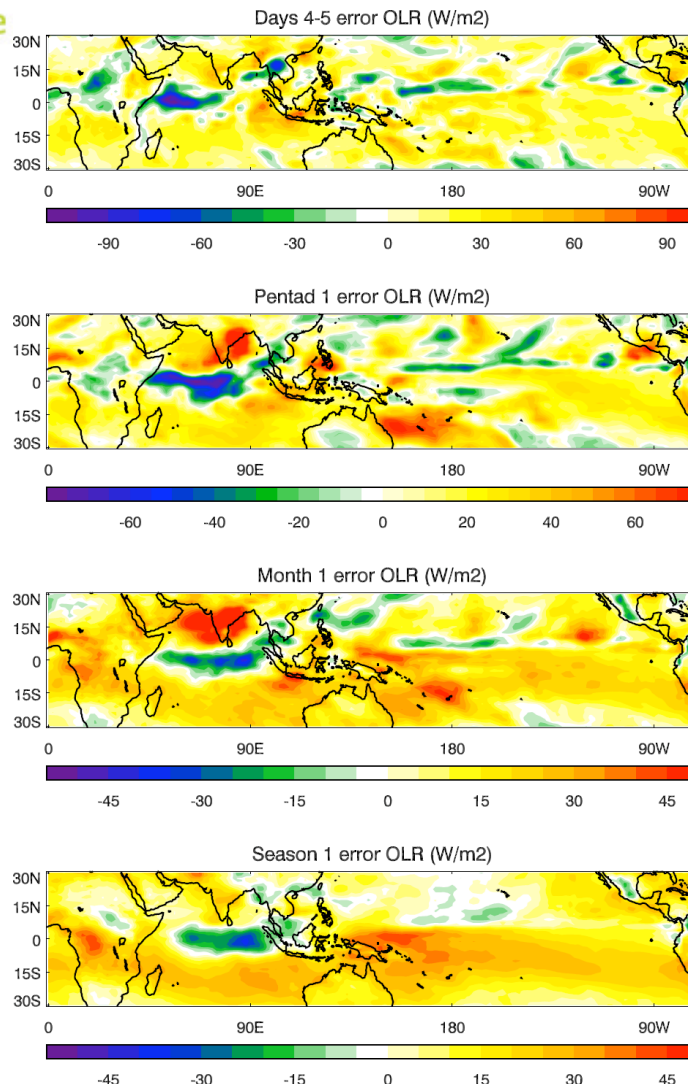 e
Days 4-5 error OLR (W/m2)
30N
15N
0
15S
30S
0 90E 180 90W
-90 -60 -30 0 30 60 90
Pentad 1 error OLR (W/m2)
30N
15N
0
15S
30S
0 90E 180 90W
-60 -40 -20 0 20 40 60
Month 1 error OLR (W/m2)
30N
15N
0
15S
30S
0 90E 180 90W
-45 -30 -15 0 15 30 45
Season 1 error OLR (W/m2)
30N
15N
0
15S
30S
0 90E 180 90W
-45 -30 -15 0 15 30 45